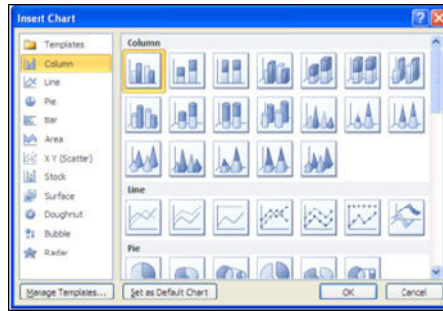 Insert Chart
Templates
Column
Line
Pie
Bar
Area
X Y (Scatter)
Stock
Surface
Doughnut
Bubble
Radar
Column
Line
Pie
Manage Templates...
Set as Default Chart
OK
Cancel